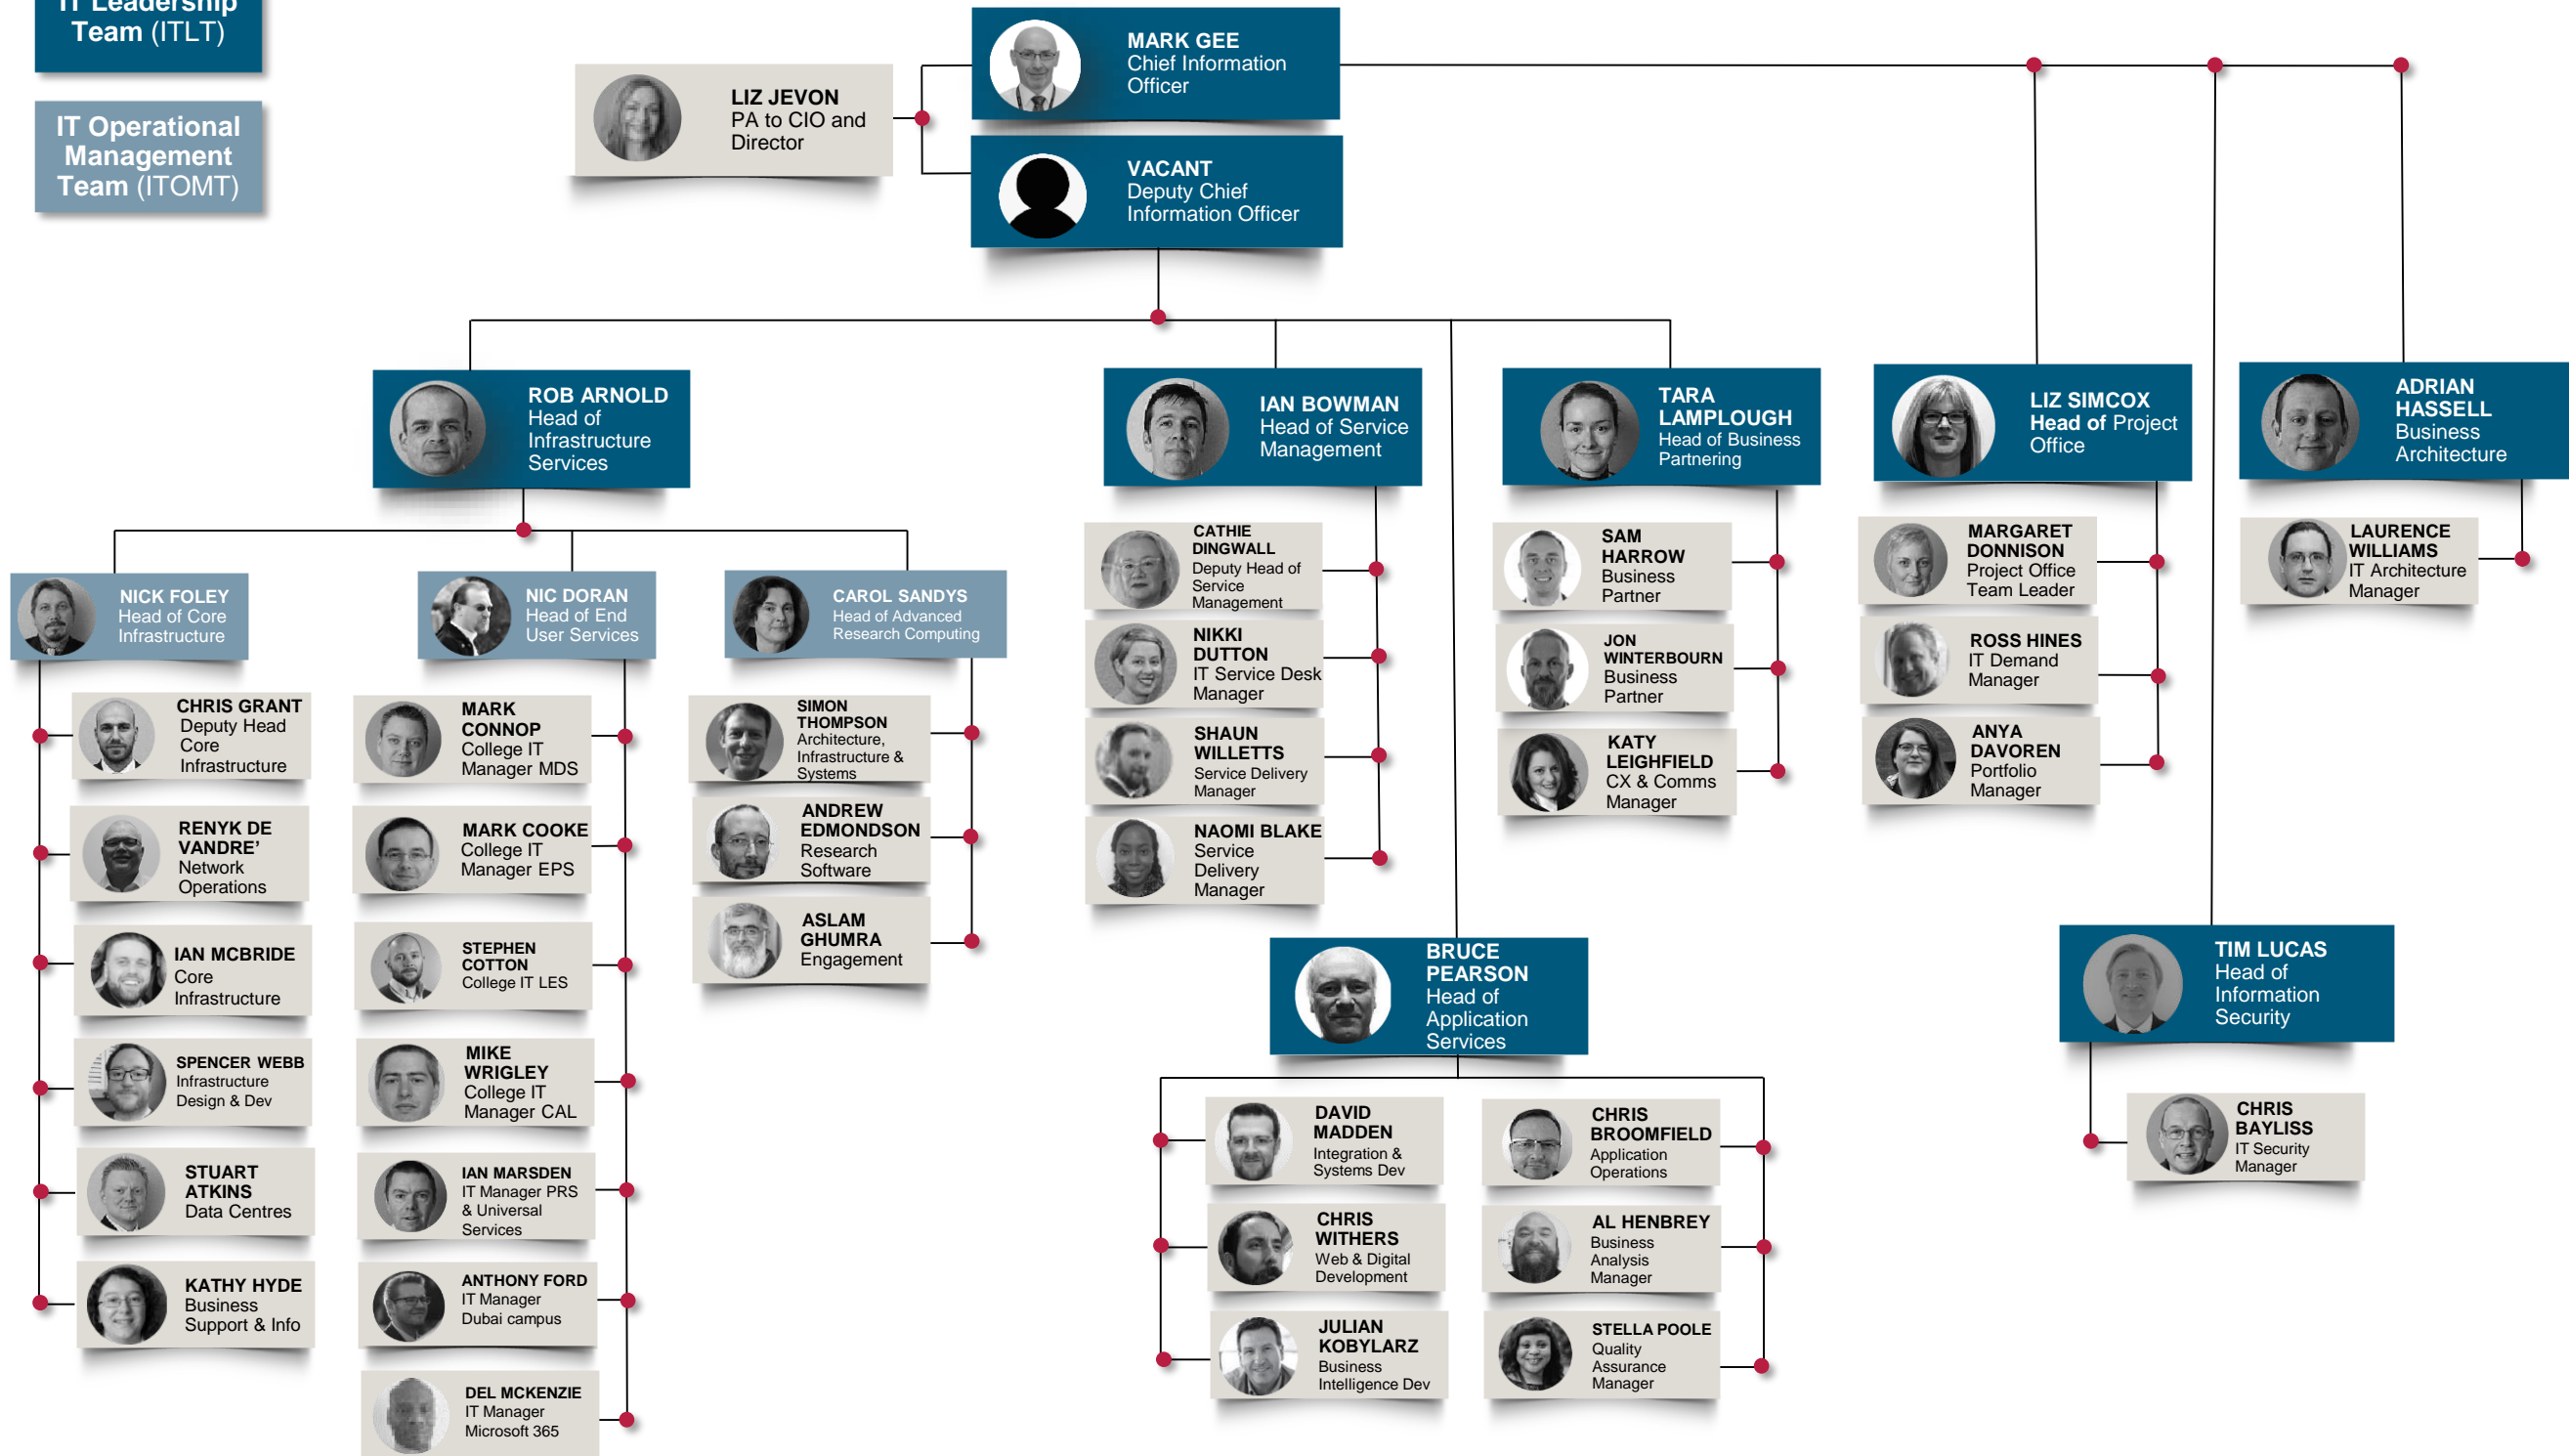 IT Leadership
Team (ITLT)
IT Operational
Management
Team (ITOMT)
MARK GEE
Chief Information
Officer
LIZ JEVON
PA to CIO and
Director
VACANT
Deputy Chief
Information Officer
ROB ARNOLD
Head of
Infrastructure
Services
IAN BOWMAN
Head of Service
Management
TARA
LAMPLOUGH
Head of Business
Partnering
LIZ SIMCOX
Head of Project
Office
ADRIAN
HASSELL
Business
Architecture
NICK FOLEY
Head of Core
Infrastructure
NIC DORAN
Head of End
User Services
CAROL SANDYS
Head of Advanced
Research Computing
CHRIS GRANT
Deputy Head
Core
Infrastructure
RENYK DE
VANDRE’
Network
Operations
IAN MCBRIDE
Core
Infrastructure
SPENCER WEBB
Infrastructure
Design & Dev
STUART
ATKINS
Data Centres
KATHY HYDE
Business
Support & Info
MARK
CONNOP
College IT
Manager MDS
MARK COOKE
College IT
Manager EPS
STEPHEN
COTTON
College IT LES
MIKE
WRIGLEY
College IT
Manager CAL
IAN MARSDEN
IT Manager PRS
& Universal
Services
ANTHONY FORD
IT Manager
Dubai campus
DEL MCKENZIE
IT Manager
Microsoft 365
SIMON
THOMPSON
Architecture,
Infrastructure &
Systems
ANDREW
EDMONDSON
Research
Software
ASLAM
GHUMRA
Engagement
CATHIE
DINGWALL
Deputy Head of
Service
Management
NIKKI
DUTTON
IT Service Desk
Manager
SHAUN
WILLETTS
Service Delivery
Manager
NAOMI BLAKE
Service
Delivery
Manager
SAM
HARROW
Business
Partner
JON
WINTERBOURN
Business
Partner
KATY
LEIGHFIELD
CX & Comms
Manager
MARGARET
DONNISON
Project Office
Team Leader
ROSS HINES
IT Demand
Manager
ANYA
DAVOREN
Portfolio
Manager
LAURENCE
WILLIAMS
IT Architecture
Manager
BRUCE
PEARSON
Head of
Application
Services
DAVID
MADDEN
Integration &
Systems Dev
CHRIS
WITHERS
Web & Digital
Development
JULIAN
KOBYLARZ
Business
Intelligence Dev
CHRIS
BROOMFIELD
Application
Operations
AL HENBREY
Business
Analysis
Manager
STELLA POOLE
Quality
Assurance
Manager
TIM LUCAS
Head of
Information
Security
CHRIS
BAYLISS
IT Security
Manager